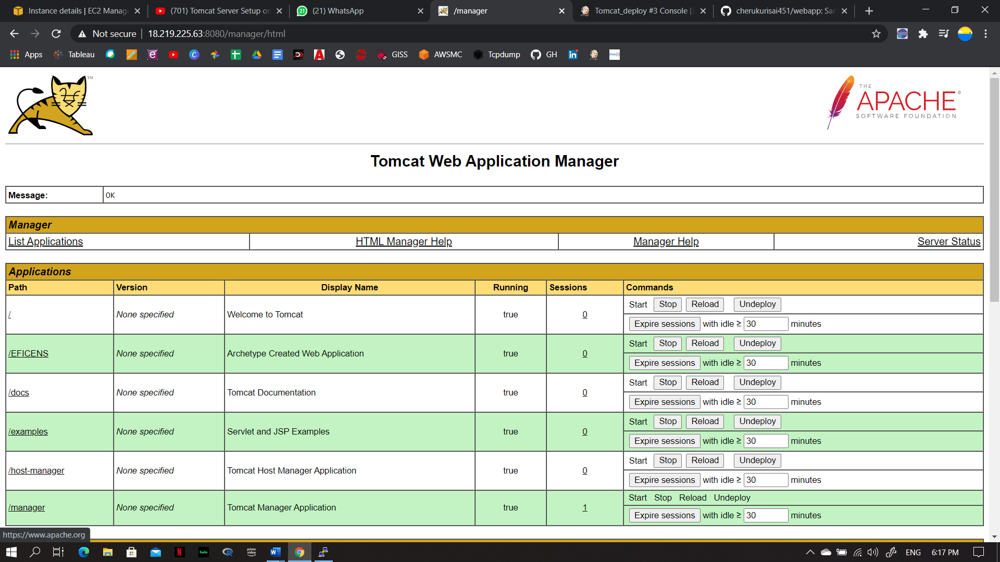 Instance details | EC2 Manage
(701) Tomcat Server Setup on
(21) WhatsApp
/manager
Tomcat_deploy #3 Console [J
cherukurisai451/webapp: Sam
Not secure
18.219.225.63:8080/manager/html
Apps
Tableau
GISS
AWSMC
Tcpdump
GH
TM
THE
APACHE
SOFTWARE FOUNDATION
Tomcat Web Application Manager
Message: OK
Manager
List Applications HTML Manager Help Manager Help Server Status
Applications
Path Version Display Name Running Sessions Commands
/ None specified Welcome to Tomcat true 0 Start Stop Reload Undeploy
Expire sessions with idle ≥ 30 minutes
/EFICENS None specified Archetype Created Web Application true 0 Start Stop Reload Undeploy
Expire sessions with idle ≥ 30 minutes
/docs None specified Tomcat Documentation true 0 Start Stop Reload Undeploy
Expire sessions with idle ≥ 30 minutes
/examples None specified Servlet and JSP Examples true 0 Start Stop Reload Undeploy
Expire sessions with idle ≥ 30 minutes
/host-manager None specified Tomcat Host Manager Application true 0 Start Stop Reload Undeploy
Expire sessions with idle ≥ 30 minutes
/manager None specified Tomcat Manager Application true 1 Start Stop Reload Undeploy
Expire sessions with idle ≥ 30 minutes
https://www.apache.org
hulu
prime video
ENG
6:17 PM